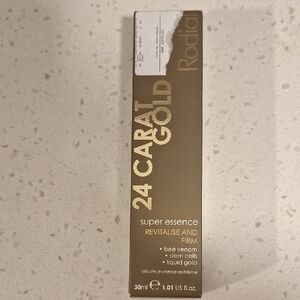 Rodial
24 CARAT
GOLD
super essence
REVITALISE AND
FIRM
• bee venom
• stem cells
• liquid gold
sérum jeunesse extrême
30ml e 1.01 US fl.oz.